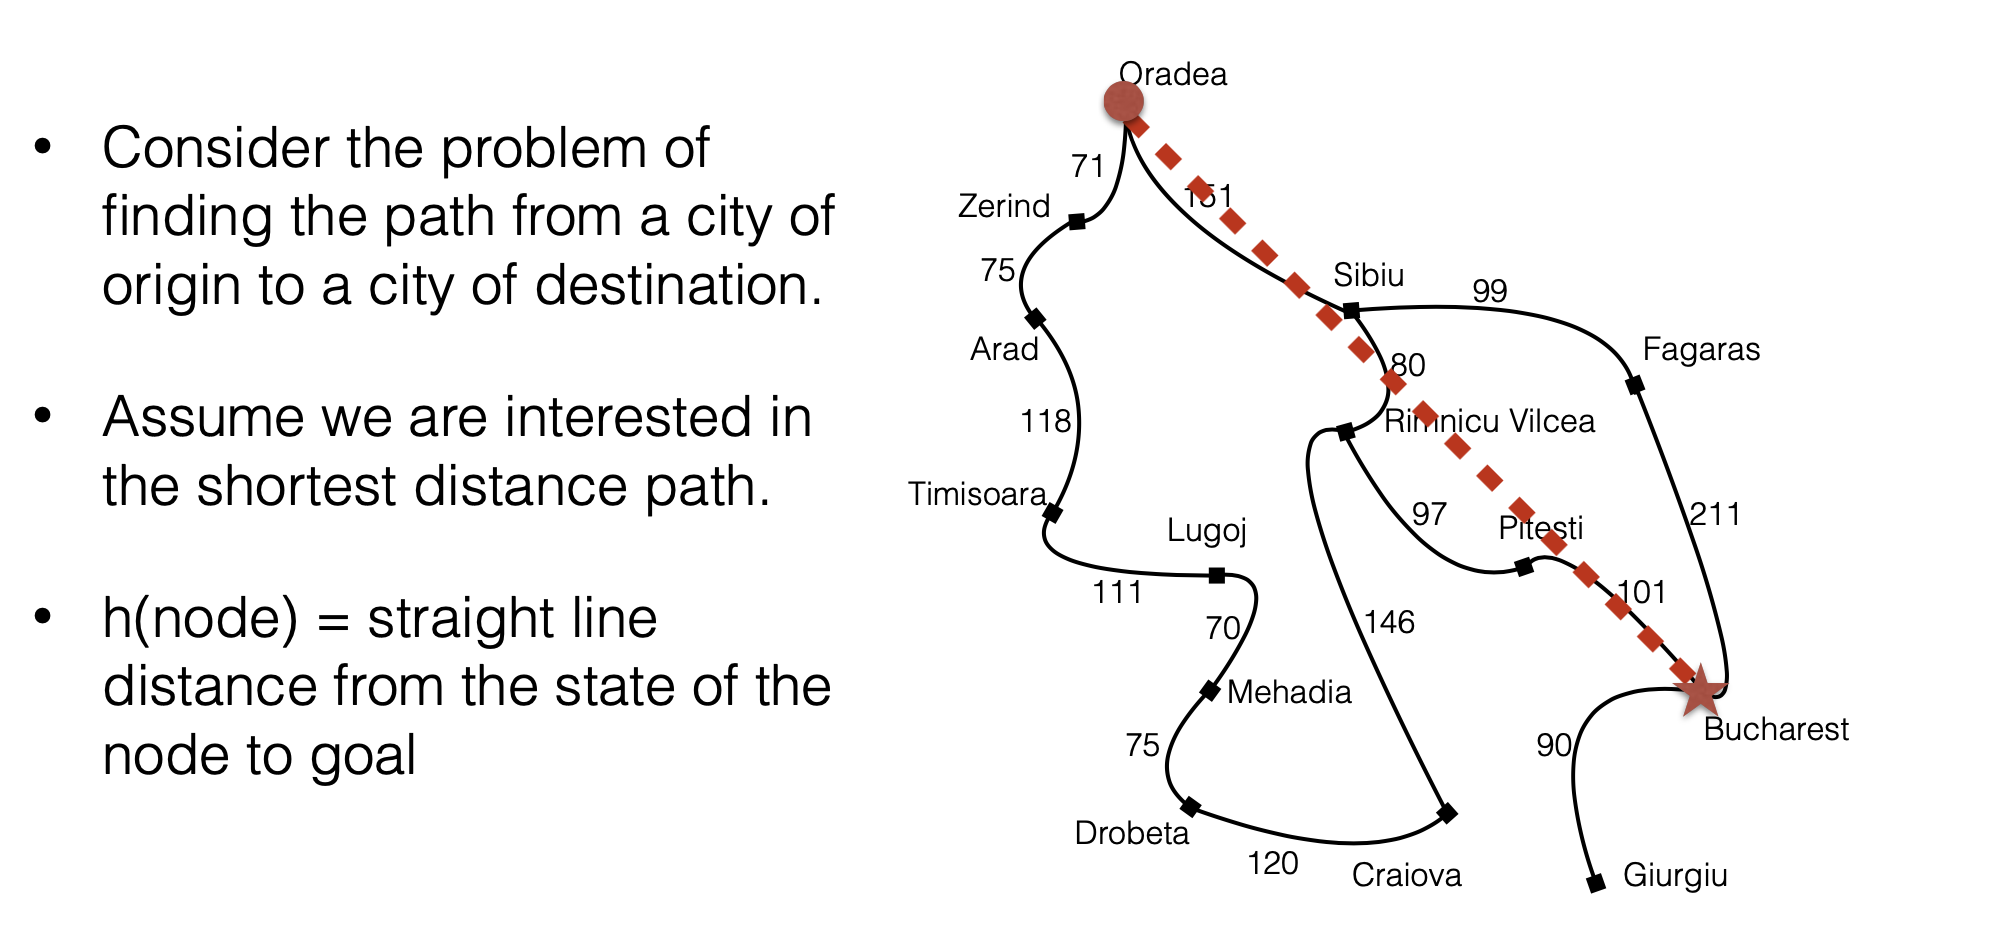 • Consider the problem of
finding the path from a city of
origin to a city of destination.
• Assume we are interested in
the shortest distance path.
• h(node) = straight line
distance from the state of the
node to goal
Oradea
71
151
Zerind
75
Sibiu
99
Arad
80
Fagaras
118
Rimnicu Vilcea
Timisoara
Lugoj
97
Pitesti
211
111
101
70
146
Mehadia
Bucharest
75
90
Drobeta
120
Craiova
Giurgiu